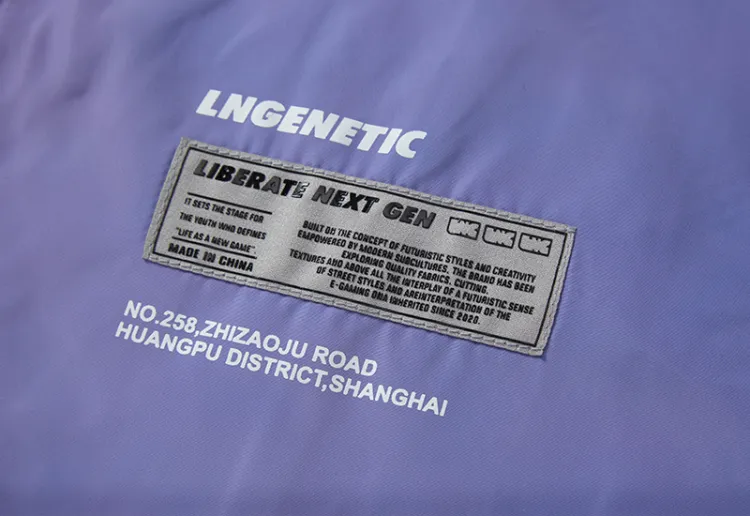 LNGENETIC
LIBERATE NEXT GEN
IT SETS THE STAGE FOR
THE YOUTH WHO DEFINES
"LIFE AS A NEW GAME".
MADE IN CHINA
BUILT ON THE CONCEPT OF FUTURISTIC STYLES AND CREATIVITY
EMPOWERED BY MODERN SUBCULTURES, THE BRAND HAS BEEN
EXPLORING QUALITY FABRICS, CUTTING.
TEXTURES AND ABOVE ALL THE INTERPLAY OF A FUTURISTIC SENSE
OF STREET STYLES AND AREINTERPRETATION OF THE
E-GAMING DNA INHERITED SINCE 2020.
NO.258,ZHIZAOJU ROAD
HUANGPU DISTRICT,SHANGHAI